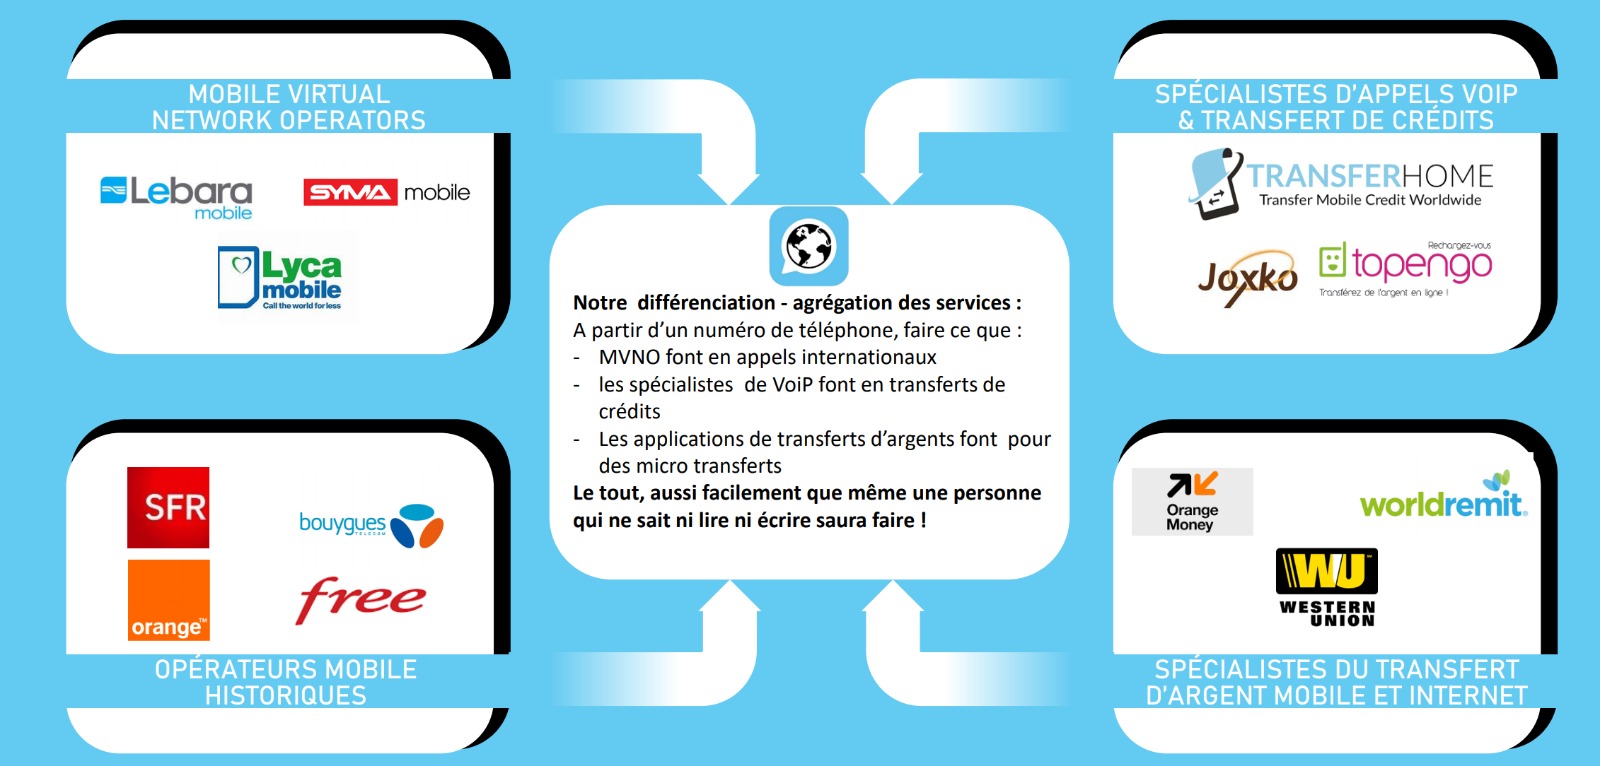 MOBILE VIRTUAL
NETWORK OPERATORS
Lebara
mobile
SYMA mobile
Lyca
mobile
Call the world for less
SPÉCIALISTES D'APPELS VOIP
& TRANSFERT DE CRÉDITS
TRANSFERHOME
Transfer Mobile Credit Worldwide
Joxko
Rechargez-vous
topengo
Transférez de l'argent en ligne !
Notre différenciation - agrégation des services :
A partir d'un numéro de téléphone, faire ce que :
- MVNO font en appels internationaux
- les spécialistes de VoiP font en transferts de
crédits
- Les applications de transferts d'argents font pour
des micro transferts
Le tout, aussi facilement que même une personne
qui ne sait ni lire ni écrire saura faire !
SFR
bouygues
TELECOM
orange™
free
OPÉRATEURS MOBILE
HISTORIQUES
Orange
Money
worldremit
WU
WESTERN
UNION
SPÉCIALISTES DU TRANSFERT
D'ARGENT MOBILE ET INTERNET